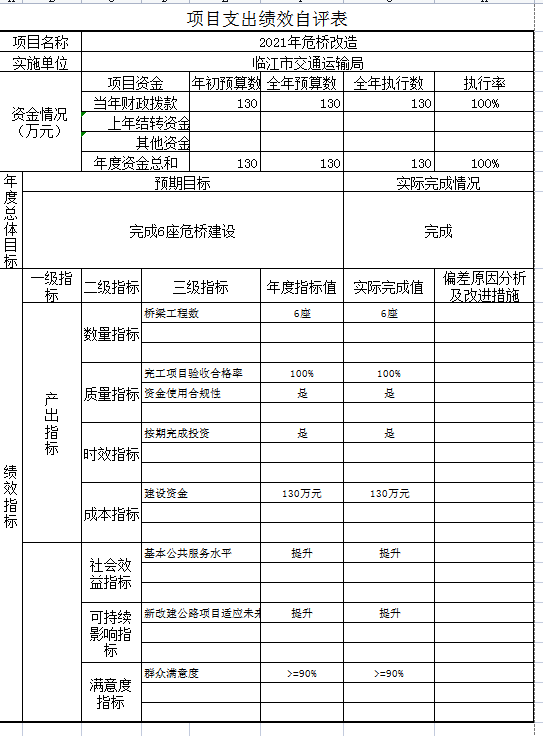 项目支出绩效自评表
项目名称 2021年危桥改造
实施单位 临江市交通运输局
资金情况（万元） 项目资金 年初预算数 全年预算数 全年执行数 执行率
当年财政拨款 130 130 130 100%
上年结转资金
其他资金
年度资金总和 130 130 130 100%
年度总体目标 预期目标 实际完成情况
完成6座危桥建设 完成
绩效指标 一级指标 二级指标 三级指标 年度指标值 实际完成值 偏差原因分析及改进措施
产出指标 数量指标 桥梁工程数 6座 6座
质量指标 完工项目验收合格率 100% 100%
资金使用合规性 是 是
时效指标 按期完成投资 是 是
成本指标 建设资金 130万元 130万元
社会效益指标 基本公共服务水平 提升 提升
可持续影响指标 新改建公路项目适应未来 提升 提升
满意度指标 群众满意度 >=90% >=90%